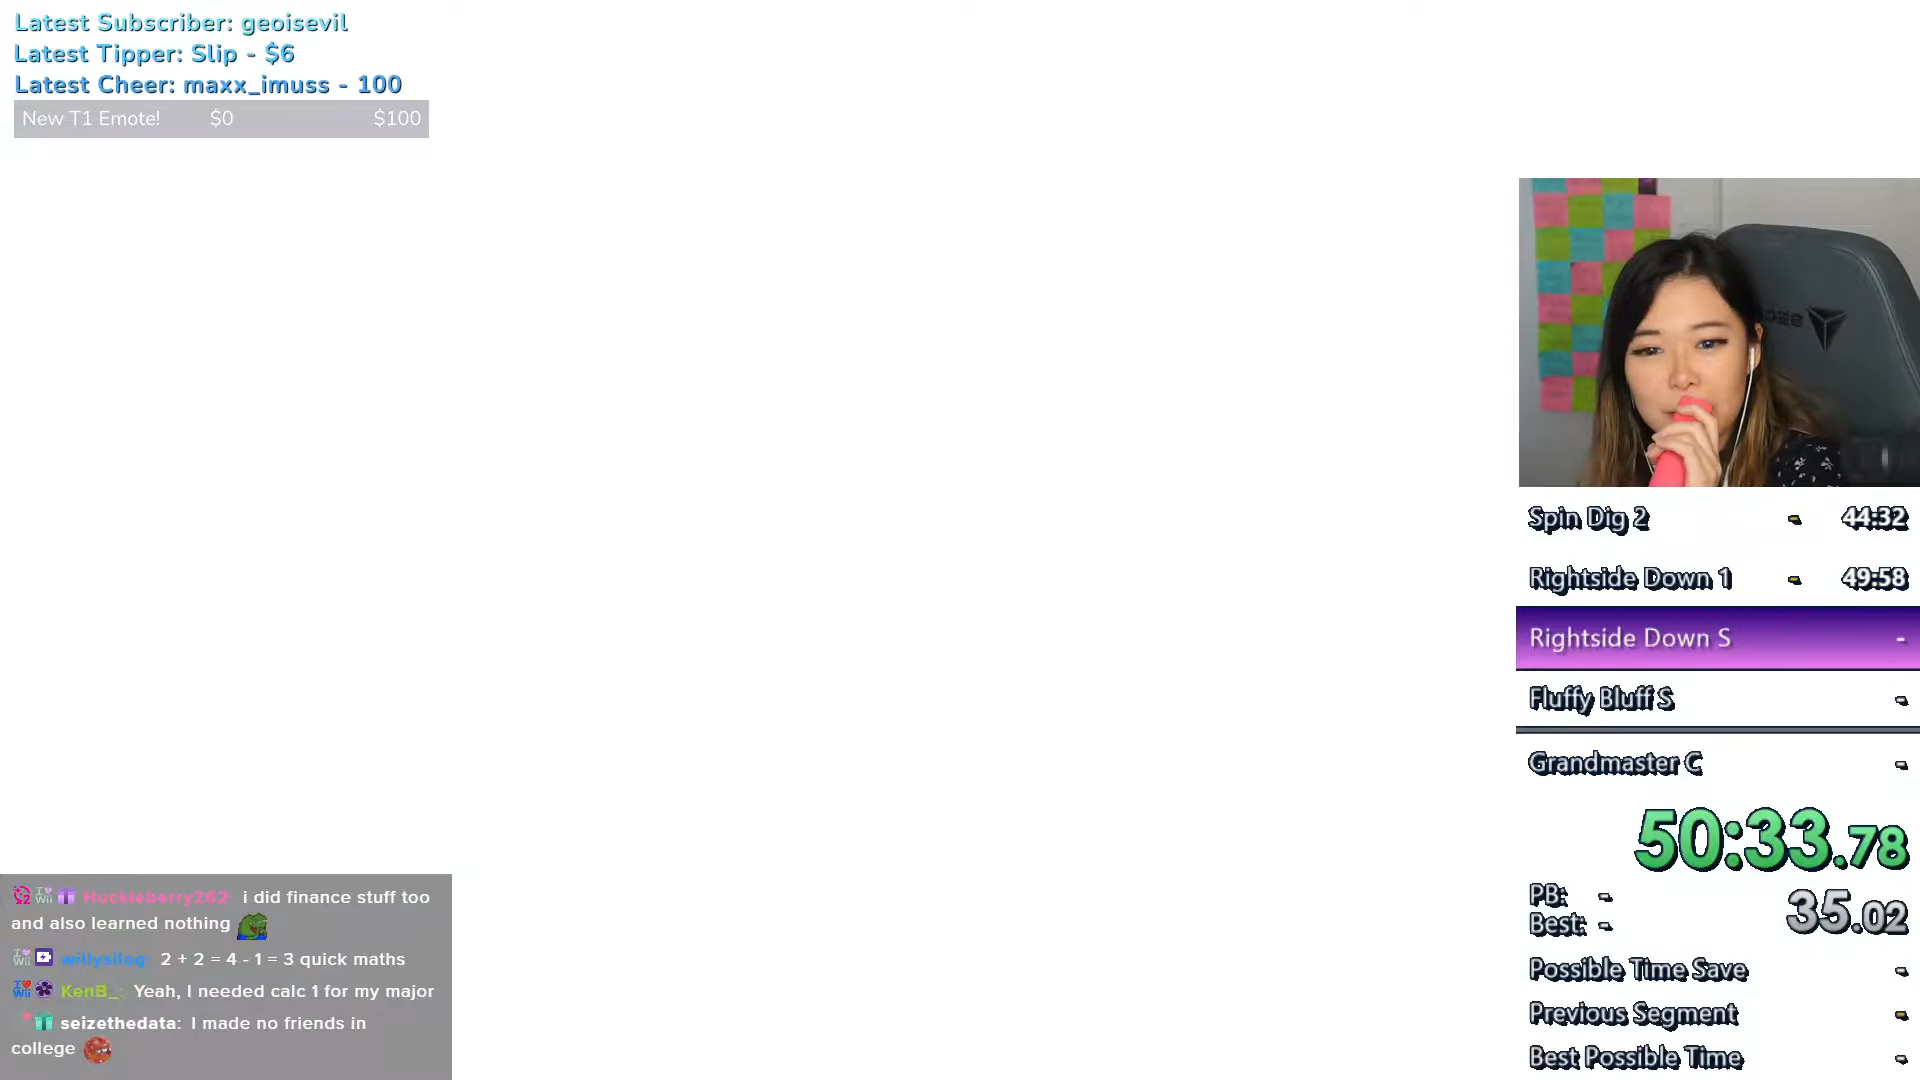 Latest Subscriber: geoisevil
Latest Tipper: Slip - $6
Latest Cheer: maxx_imuss - 100
New T1 Emote! $0 $100
Spin Dig 2 - 44:32
Rightside Down 1 - 49:58
Rightside Down S -
Fluffy Bluff S -
Grandmaster C -
50:33.78
PB: - 35.02
Best: -
Possible Time Save -
Previous Segment -
Best Possible Time -
Huckleberry262: i did finance stuff too
and also learned nothing
willysilog: 2 + 2 = 4 - 1 = 3 quick maths
KenB_: Yeah, I needed calc 1 for my major
seizethedata: I made no friends in
college